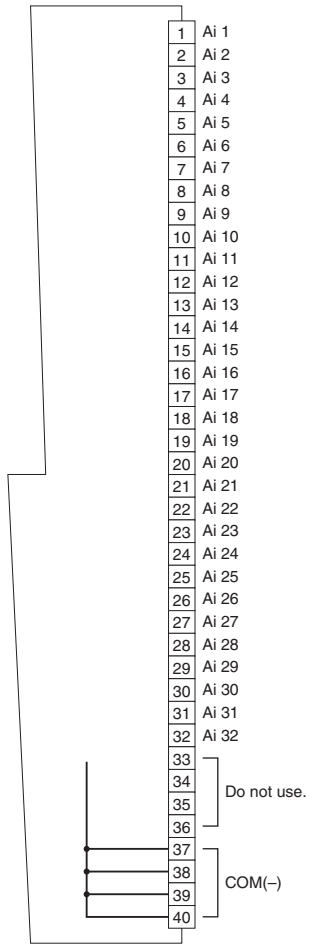 1 Ai 1
2 Ai 2
3 Ai 3
4 Ai 4
5 Ai 5
6 Ai 6
7 Ai 7
8 Ai 8
9 Ai 9
10 Ai 10
11 Ai 11
12 Ai 12
13 Ai 13
14 Ai 14
15 Ai 15
16 Ai 16
17 Ai 17
18 Ai 18
19 Ai 19
20 Ai 20
21 Ai 21
22 Ai 22
23 Ai 23
24 Ai 24
25 Ai 25
26 Ai 26
27 Ai 27
28 Ai 28
29 Ai 29
30 Ai 30
31 Ai 31
32 Ai 32
33
34
Do not use.
35
36
37
38
COM(–)
39
40